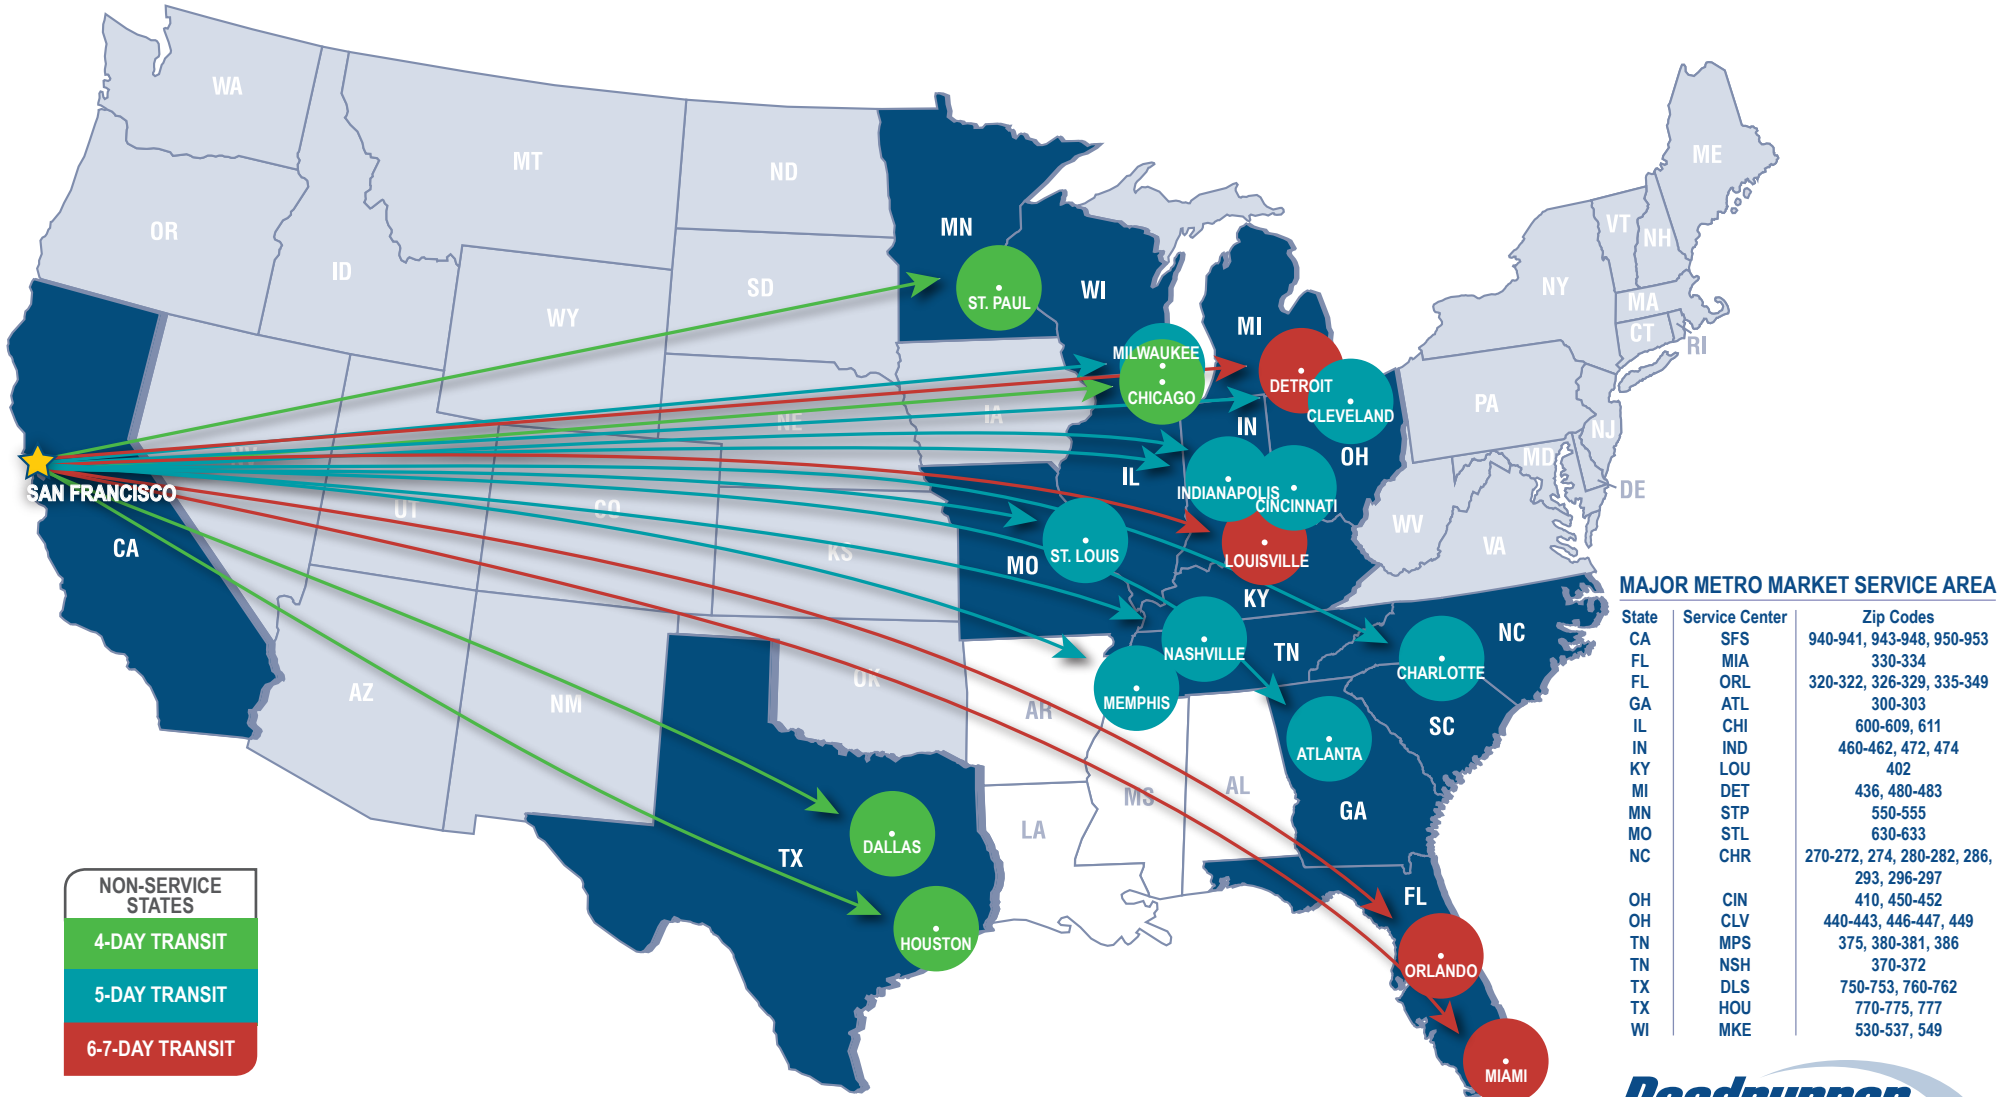 WA
MT
ND
ME
OR
ID
MN
VT
NH
SD
ST. PAUL
WI
NY
MA
WY
MI
CT
RI
MILWAUKEE
DETROIT
CHICAGO
CLEVELAND
PA
NE
IA
IN
NJ
NV
OH
MD
SAN FRANCISCO
IL
INDIANAPOLIS
CINCINNATI
DE
UT
CO
WV
VA
CA
KS
MO
ST. LOUIS
LOUISVILLE
KY
NC
NASHVILLE
TN
CHARLOTTE
AZ
NM
OK
AR
MEMPHIS
SC
ATLANTA
MS
AL
GA
LA
DALLAS
TX
FL
HOUSTON
ORLANDO
MIAMI
NON-SERVICE
STATES
4-DAY TRANSIT
5-DAY TRANSIT
6-7-DAY TRANSIT
MAJOR METRO MARKET SERVICE AREA
State Service Center Zip Codes
CA SFS 940-941, 943-948, 950-953
FL MIA 330-334
FL ORL 320-322, 326-329, 335-349
GA ATL 300-303
IL CHI 600-609, 611
IN IND 460-462, 472, 474
KY LOU 402
MI DET 436, 480-483
MN STP 550-555
MO STL 630-633
NC CHR 270-272, 274, 280-282, 286,
293, 296-297
OH CIN 410, 450-452
OH CLV 440-443, 446-447, 449
TN MPS 375, 380-381, 386
TN NSH 370-372
TX DLS 750-753, 760-762
TX HOU 770-775, 777
WI MKE 530-537, 549
Roadrunner